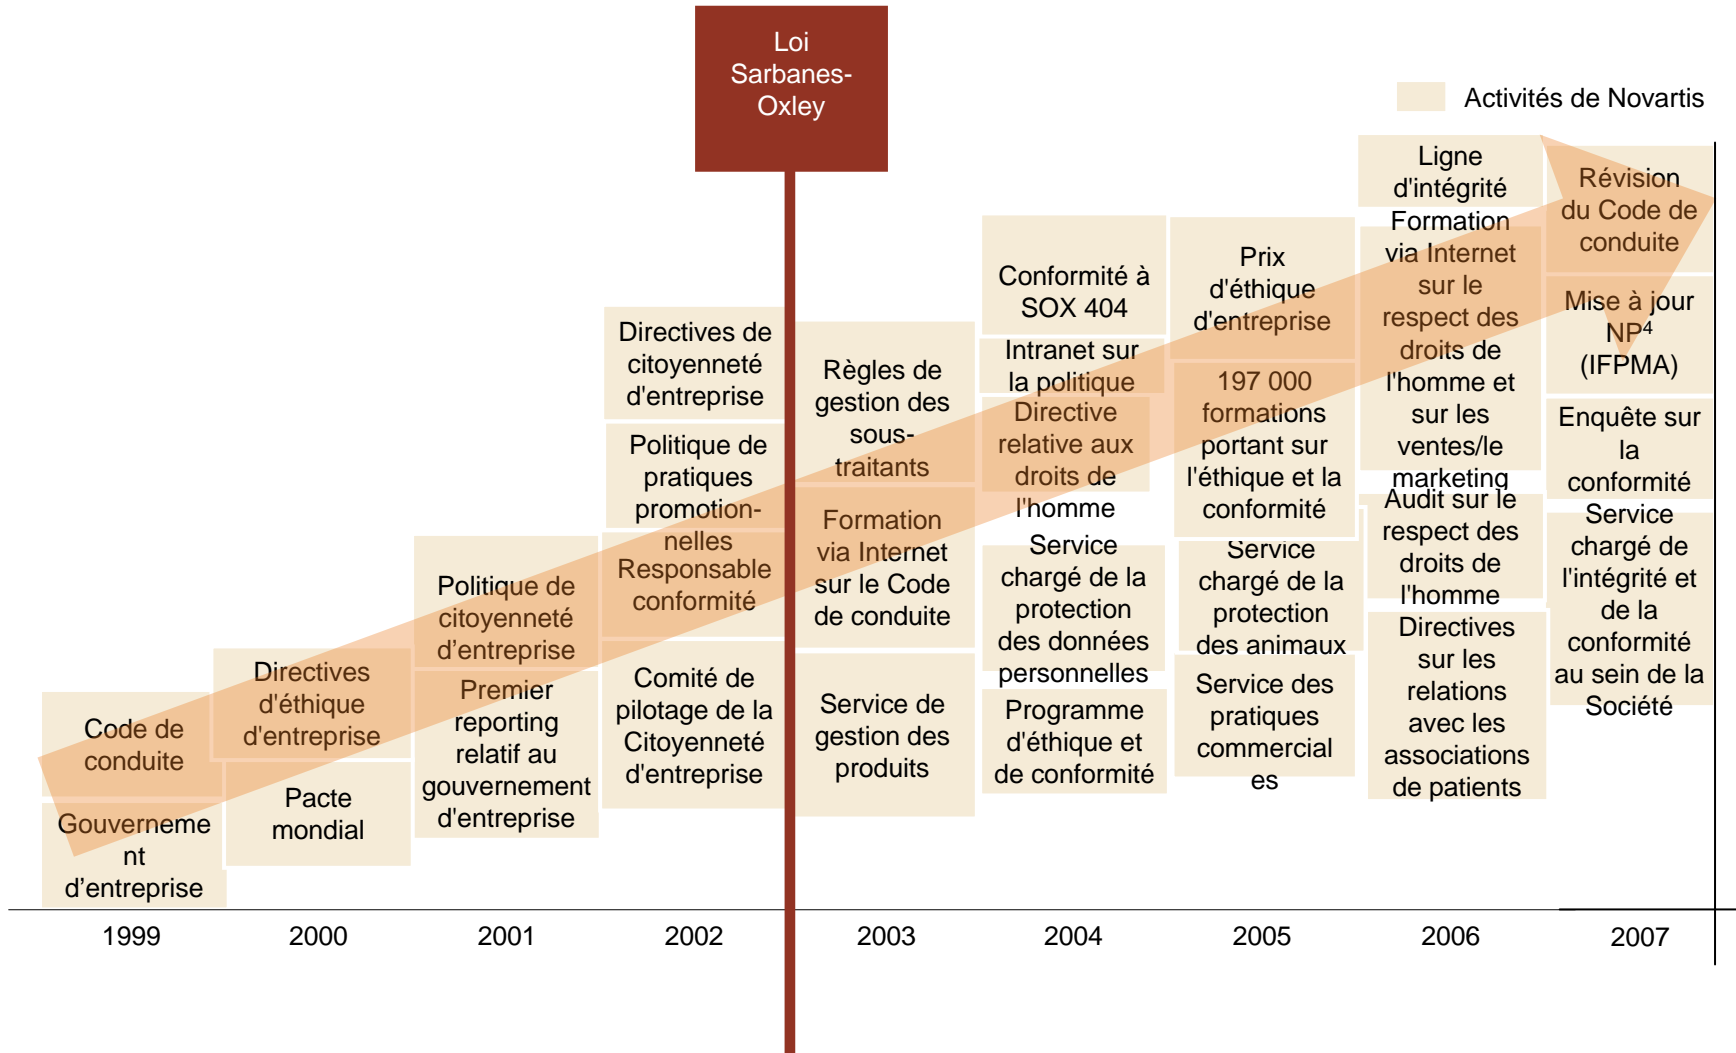 Loi
Sarbanes-
Oxley
Activités de Novartis
Code de
conduite
Gouverneme
nt
d'entreprise
Directives
d'éthique
d'entreprise
Pacte
mondial
Politique de
citoyenneté
d'entreprise
Premier
reporting
relatif au
gouvernement
d'entreprise
Directives de
citoyenneté
d'entreprise
Politique de
pratiques
promotion-
nelles
Responsable
conformité
Comité de
pilotage de la
Citoyenneté
d'entreprise
Règles de
gestion des
sous-
traitants
Formation
via Internet
sur le Code
de conduite
Service de
gestion des
produits
Conformité à
SOX 404
Intranet sur
la politique
Directive
relative aux
droits de
l'homme
Service
chargé de la
protection
des données
personnelles
Programme
d'éthique et
de conformité
Prix
d'éthique
d'entreprise
197 000
formations
portant sur
l'éthique et la
conformité
Service
chargé de la
protection
des animaux
Service des
pratiques
commercial
es
Ligne
d'intégrité
Formation
via Internet
sur le
respect des
droits de
l'homme et
sur les
ventes/le
marketing
Audit sur le
respect des
droits de
l'homme
Directives
sur les
relations
avec les
associations
de patients
Révision
du Code de
conduite
Mise à jour
NP4
(IFPMA)
Enquête sur
la
conformité
Service
chargé de
l'intégrité et
de la
conformité
au sein de la
Société
1999 2000 2001 2002 2003 2004 2005 2006 2007